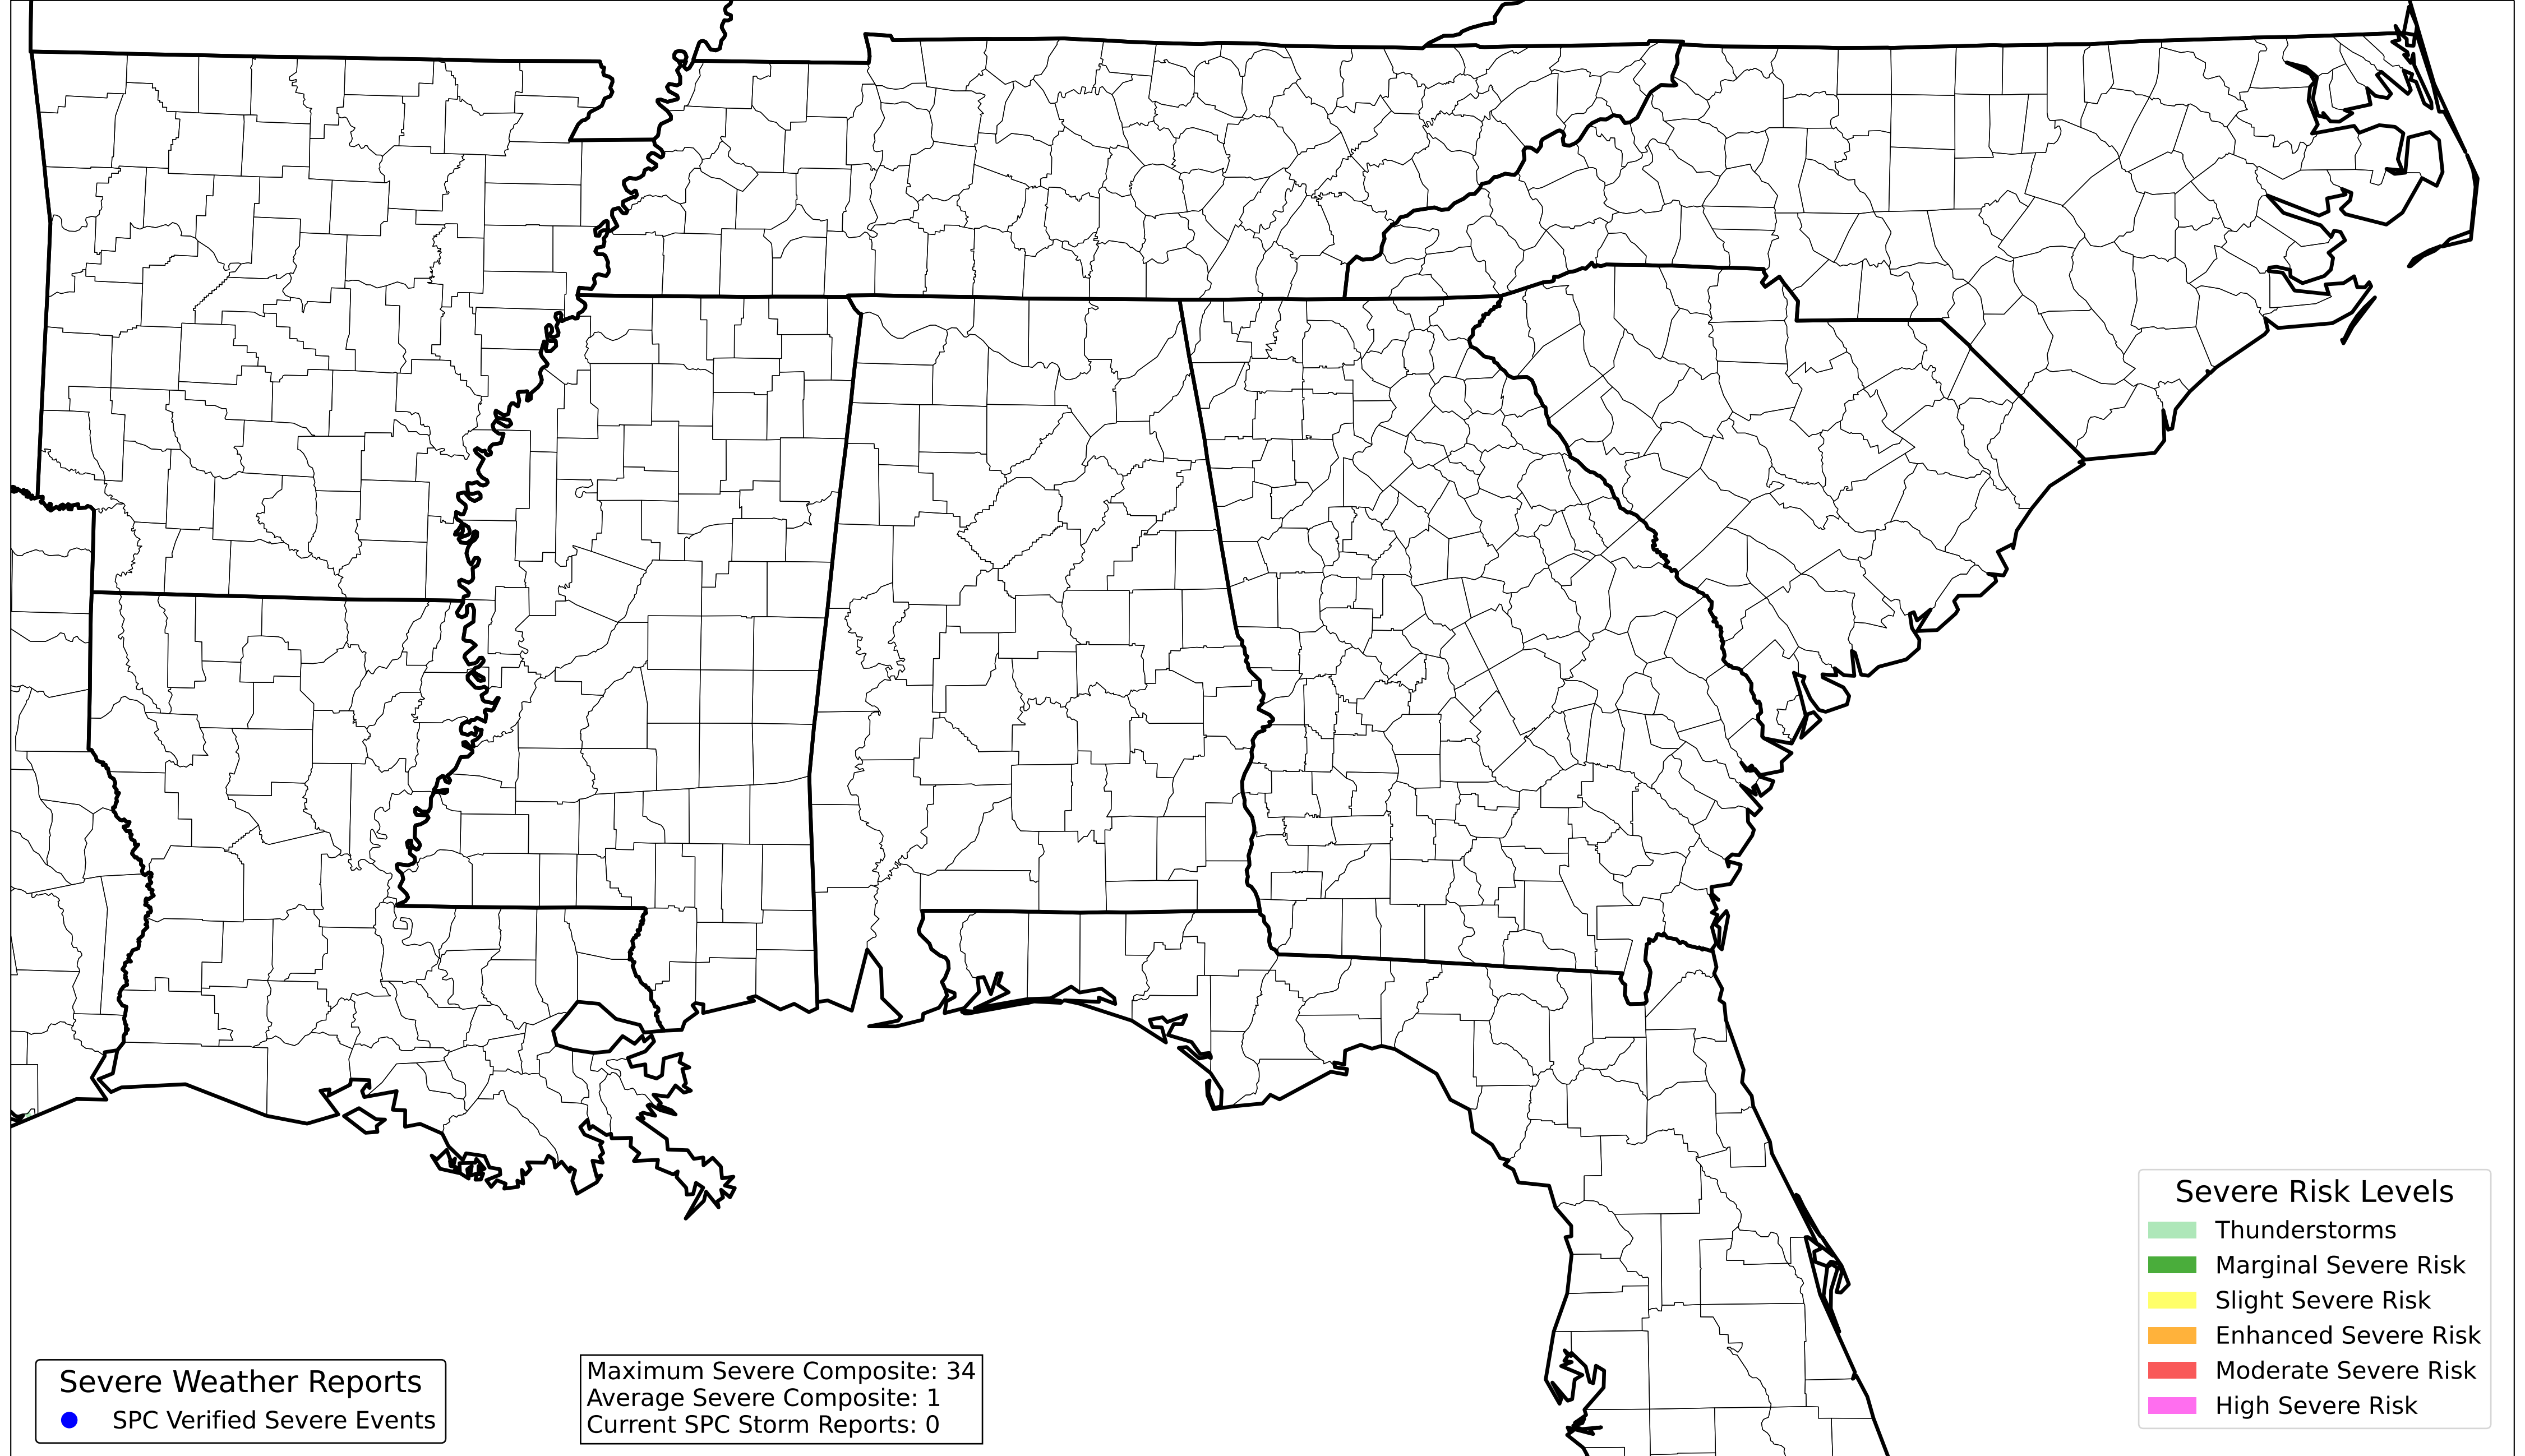 Severe Weather Reports
SPC Verified Severe Events
Maximum Severe Composite: 34
Average Severe Composite: 1
Current SPC Storm Reports: 0
Severe Risk Levels
Thunderstorms
Marginal Severe Risk
Slight Severe Risk
Enhanced Severe Risk
Moderate Severe Risk
High Severe Risk